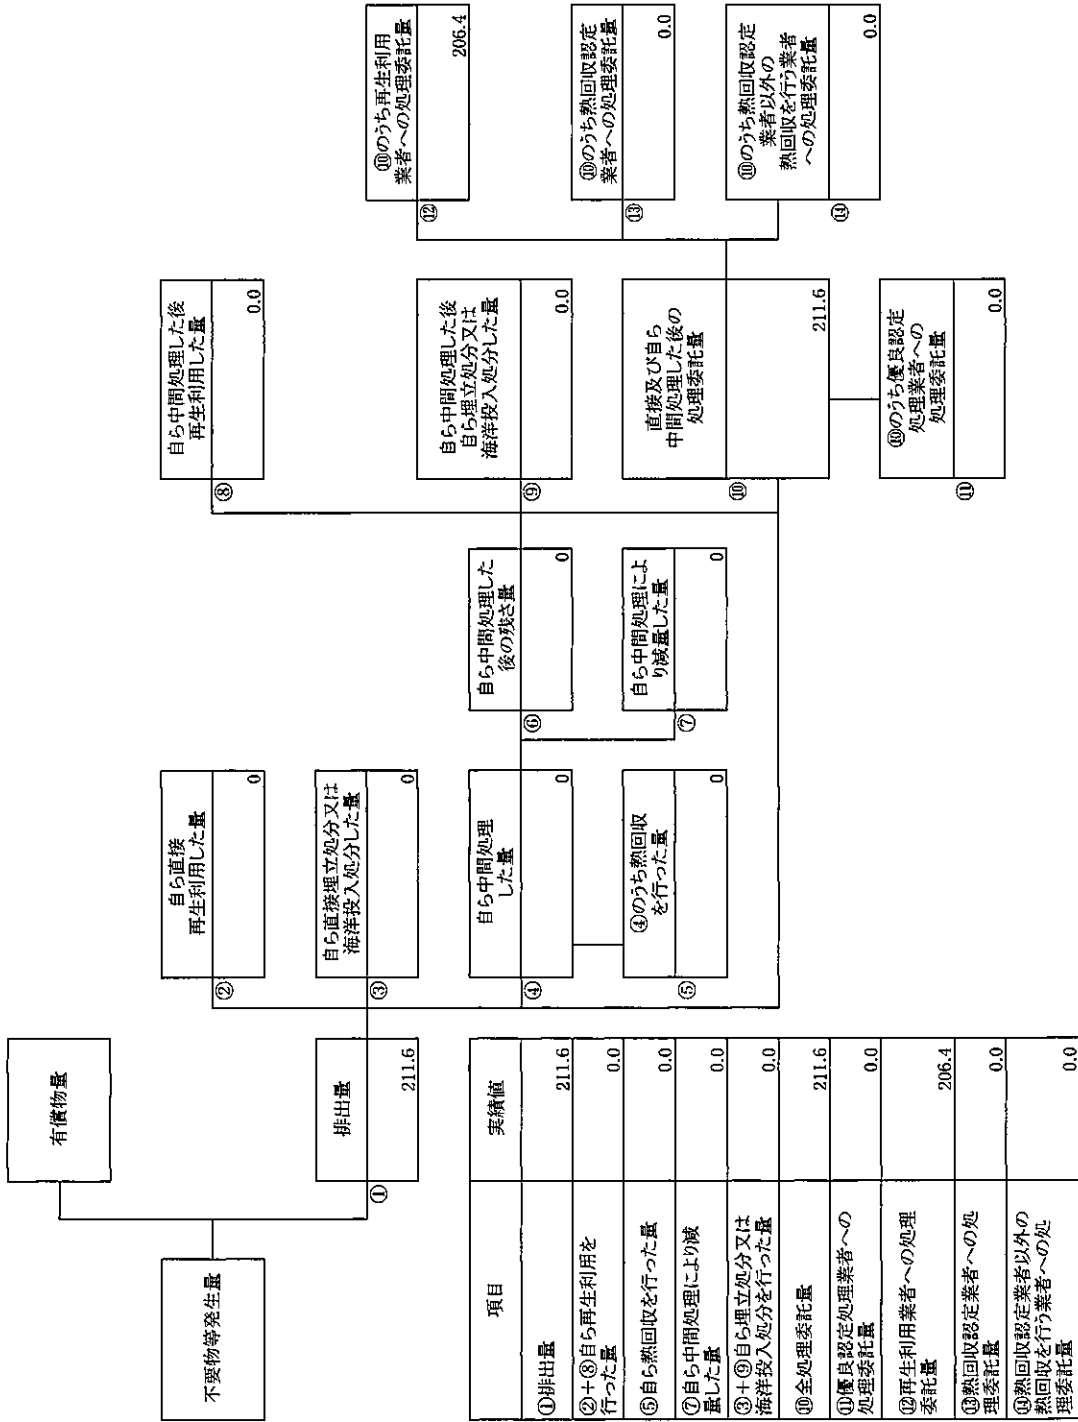 不要物等発生量
有償物量
①
排出量
211.6
②
自ら直接
再生利用した量
0
③
自ら直接埋立処分又は
海洋投入処分した量
0
④
自ら中間処理
した量
0
⑤
④のうち熱回収
を行った量
0
⑥
自ら中間処理した
後の残さ量
0
⑦
自ら中間処理によ
り減量した量
0
⑧
自ら中間処理した後
再生利用した量
0.0
⑨
自ら中間処理した後
自ら埋立処分又は
海洋投入処分した量
0.0
⑩
直接及び自ら
中間処理した後の
処理委託量
211.6
⑪
⑩のうち優良認定
処理業者への
処理委託量
0.0
⑫
⑩のうち再生利用
業者への処理委託量
206.4
⑬
⑩のうち熱回収認定
業者への処理委託量
0.0
⑭
⑩のうち熱回収認定
業者以外の
熱回収を行う業者
への処理委託量
0.0
項目 実績値
①排出量 211.6
②+⑧自ら再生利用を
行った量 0.0
⑤自ら熱回収を行った量 0.0
⑦自ら中間処理により減
量した量 0.0
③+⑨自ら埋立処分又は
海洋投入処分を行った量 0.0
⑩全処理委託量 211.6
⑪優良認定処理業者への
処理委託量 0.0
⑫再生利用業者への処理
委託量 206.4
⑬熱回収認定業者への処
理委託量 0.0
⑭熱回収認定業者以外の
熱回収を行う業者への処
理委託量 0.0